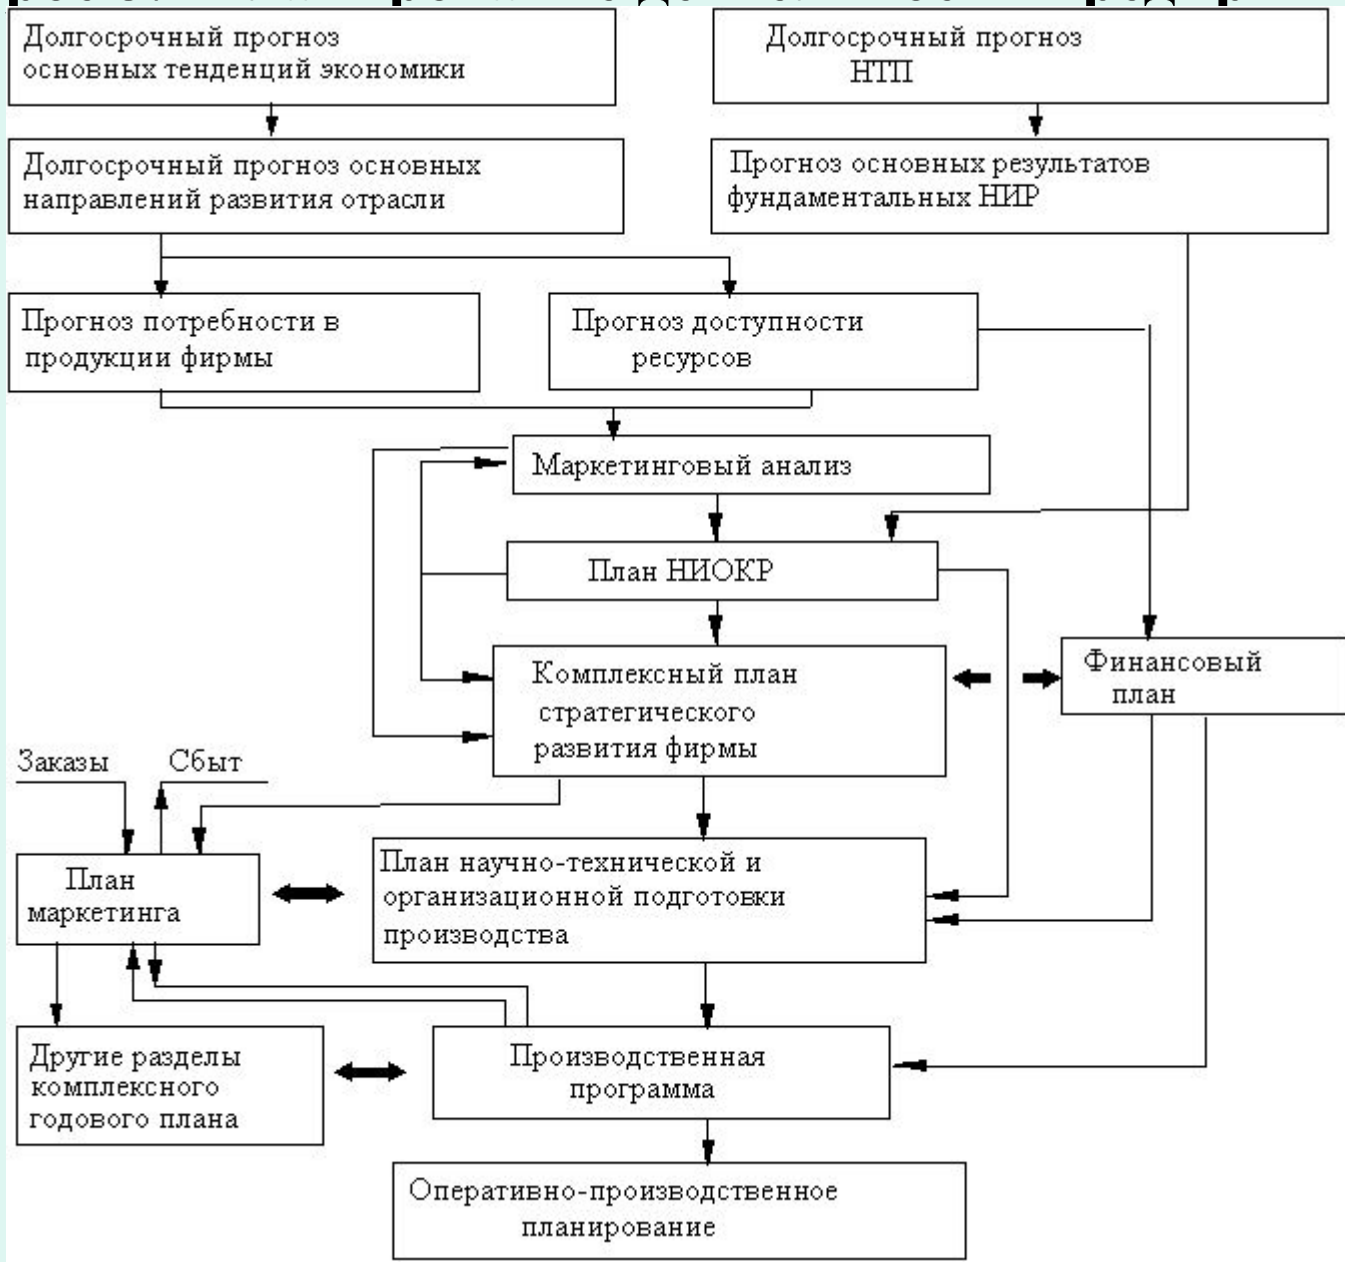 Долгосрочный прогноз
основных тенденций экономики
Долгосрочный прогноз
НТП
Долгосрочный прогноз основных
направлений развития отрасли
Прогноз основных результатов
фундаментальных НИР
Прогноз потребности в
продукции фирмы
Прогноз доступности
ресурсов
Маркетинговый анализ
План НИОКР
Комплексный план
стратегического
развития фирмы
Финансовый
план
Заказы
Сбыт
План
маркетинга
План научно-технической и
организационной подготовки
производства
Другие разделы
комплексного
годового плана
Производственная
программа
Оперативно-производственное
планирование